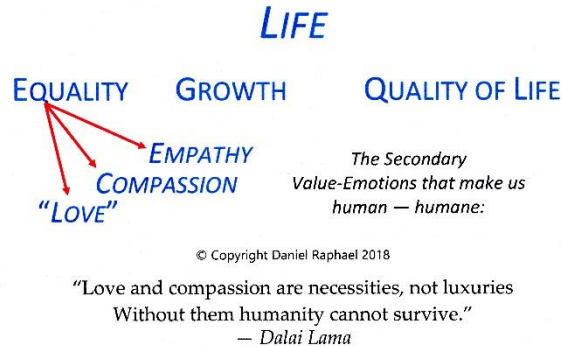 LIFE
EQUALITY GROWTH QUALITY OF LIFE
EMPATHY
COMPASSION
“LOVE”
The Secondary
Value-Emotions that make us
human — humane:
© Copyright Daniel Raphael 2018
“Love and compassion are necessities, not luxuries
Without them humanity cannot survive.”
— Dalai Lama